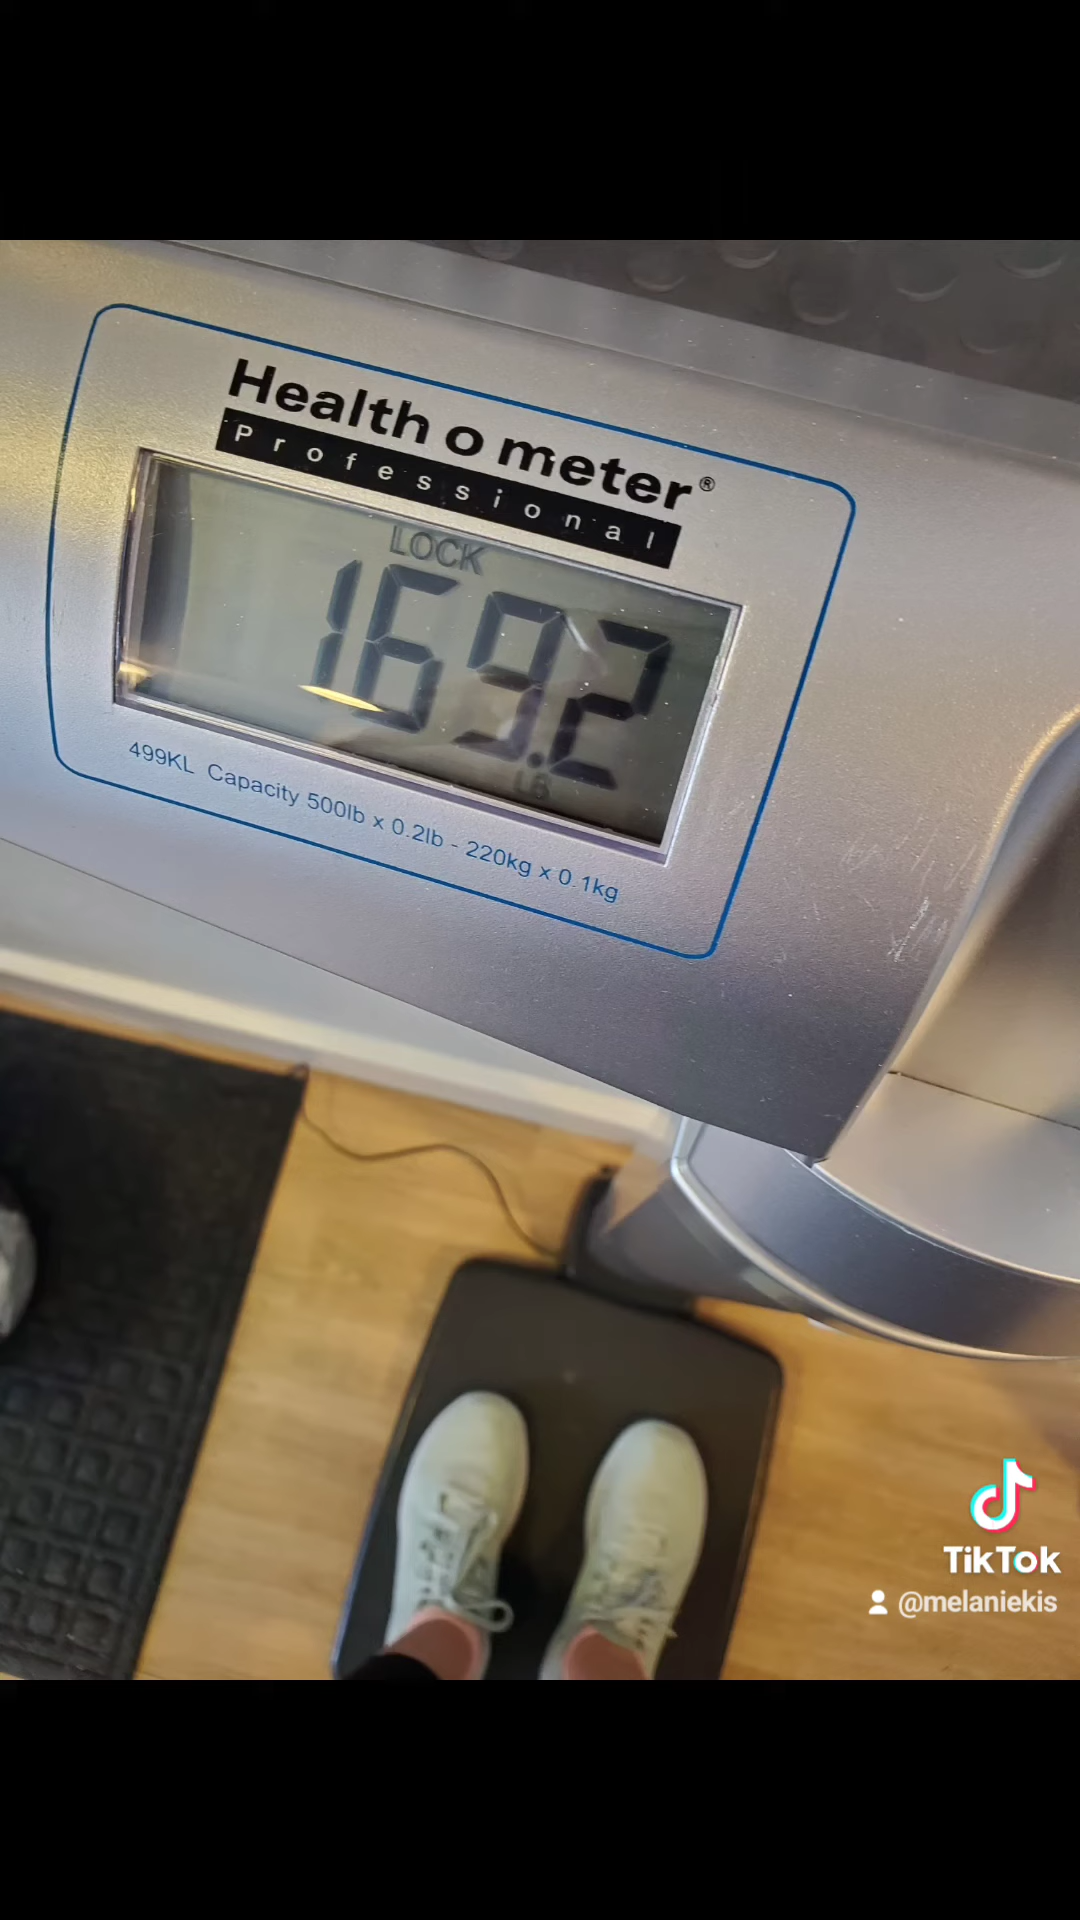 Health o meter®
Professional
LOCK
169.2
LB
499KL Capacity 500lb x 0.2lb - 220kg x 0.1kg
TikTok
@melaniekis